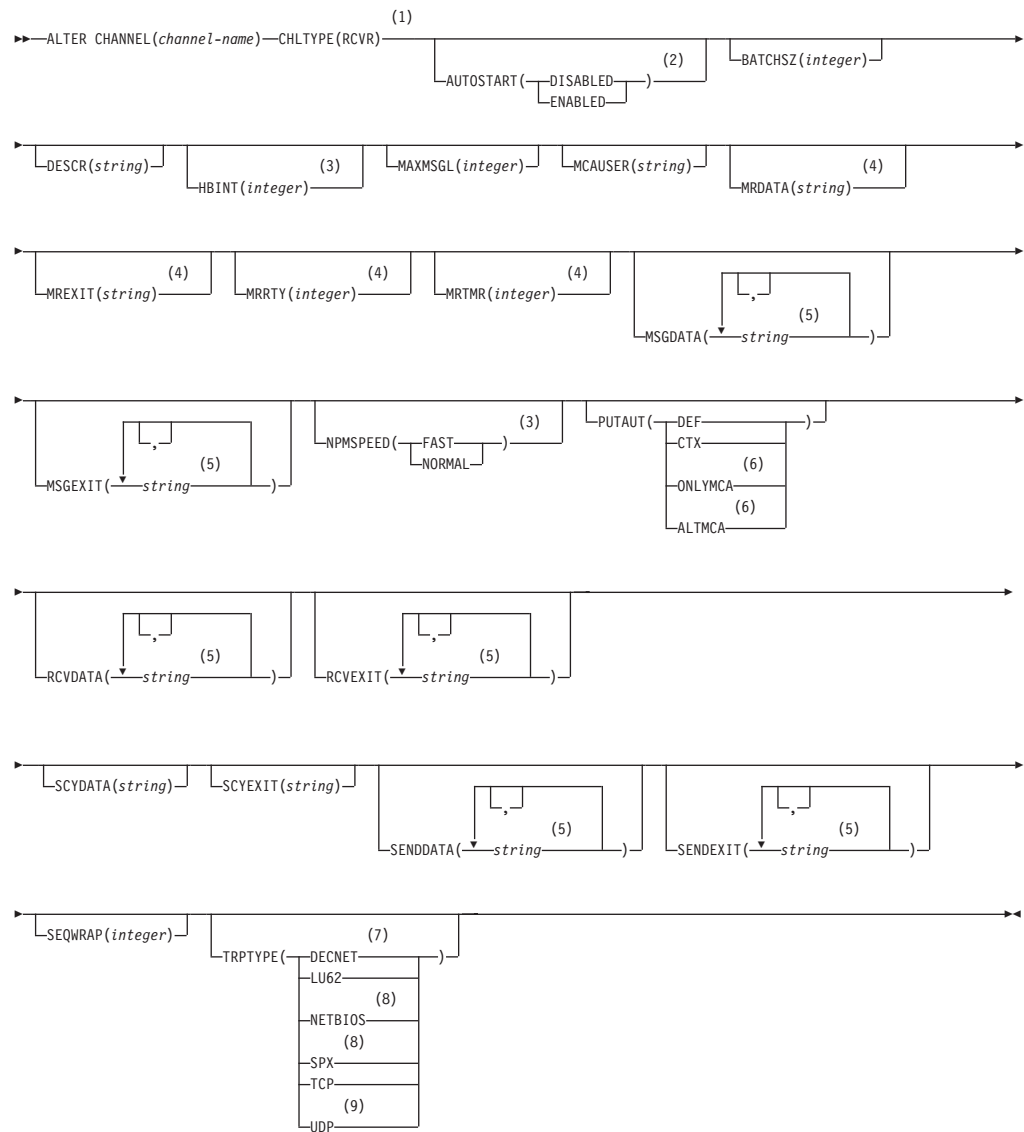 (1)
ALTER CHANNEL(channel-name) CHLTYPE(RCVR)
(2)
AUTOSTART( DISABLED )
ENABLED
BATCHSZ(integer)
DESCR(string)
(3)
HBINT(integer)
MAXMSGL(integer)
MCAUSER(string)
(4)
MRDATA(string)
(4)
MREXIT(string)
(4)
MRRTY(integer)
(4)
MRTMR(integer)
,
(5)
MSGDATA( string )
,
(5)
MSGEXIT( string )
(3)
NPMSPEED( FAST )
NORMAL
PUTAUT( DEF )
CTX
(6)
ONLYMCA
(6)
ALTMCA
,
(5)
RCVDATA( string )
,
(5)
RCVEXIT( string )
SCYDATA(string)
SCYEXIT(string)
,
(5)
SENDDATA( string )
,
(5)
SENDEXIT( string )
SEQWRAP(integer)
(7)
TRPTYPE( DECNET )
LU62
(8)
NETBIOS
(8)
SPX
TCP
(9)
UDP